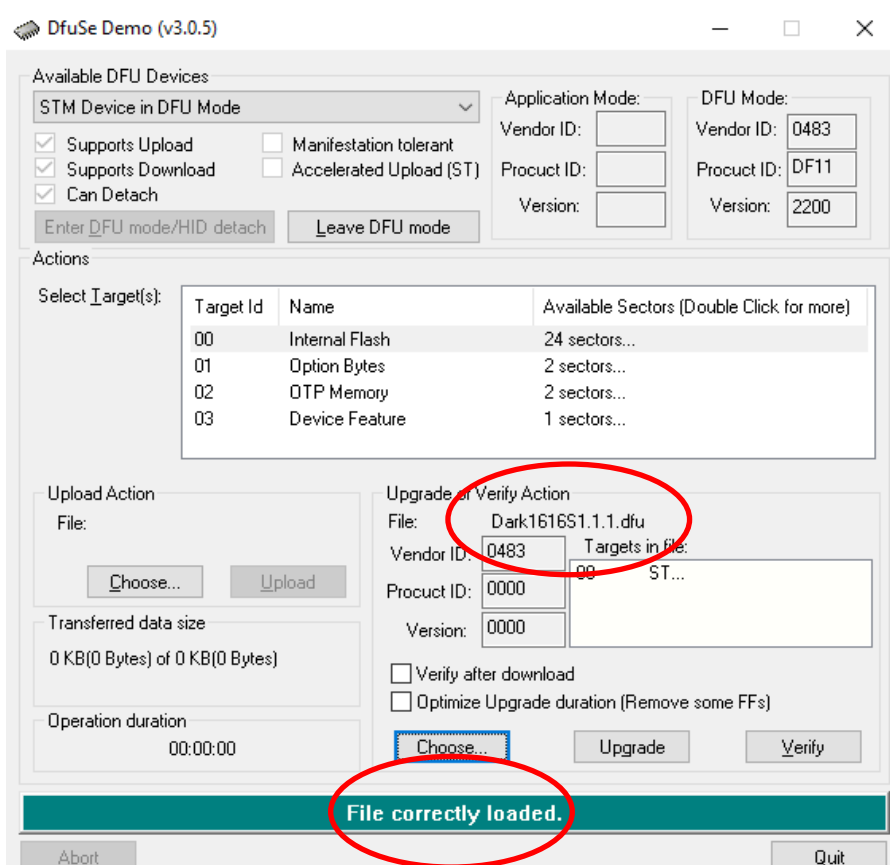 DfuSe Demo (v3.0.5)
Available DFU Devices
STM Device in DFU Mode
Supports Upload
Manifestation tolerant
Supports Download
Accelerated Upload (ST)
Can Detach
Enter DFU mode/HID detach
Leave DFU mode
Application Mode:
Vendor ID:
Procuct ID:
Version:
DFU Mode:
Vendor ID: 0483
Procuct ID: DF11
Version: 2200
Actions
Select Target(s):
Target Id Name Available Sectors (Double Click for more)
00 Internal Flash 24 sectors...
01 Option Bytes 2 sectors...
02 OTP Memory 2 sectors...
03 Device Feature 1 sectors...
Upload Action
File:
Choose... Upload
Transferred data size
0 KB(0 Bytes) of 0 KB(0 Bytes)
Operation duration
00:00:00
Upgrade or Verify Action
File: Dark1616S1.1.1.dfu
Vendor ID: 0483
Procuct ID: 0000
Version: 0000
Targets in file:
00 ST...
Verify after download
Optimize Upgrade duration (Remove some FFs)
Choose... Upgrade Verify
File correctly loaded.
Abort Quit